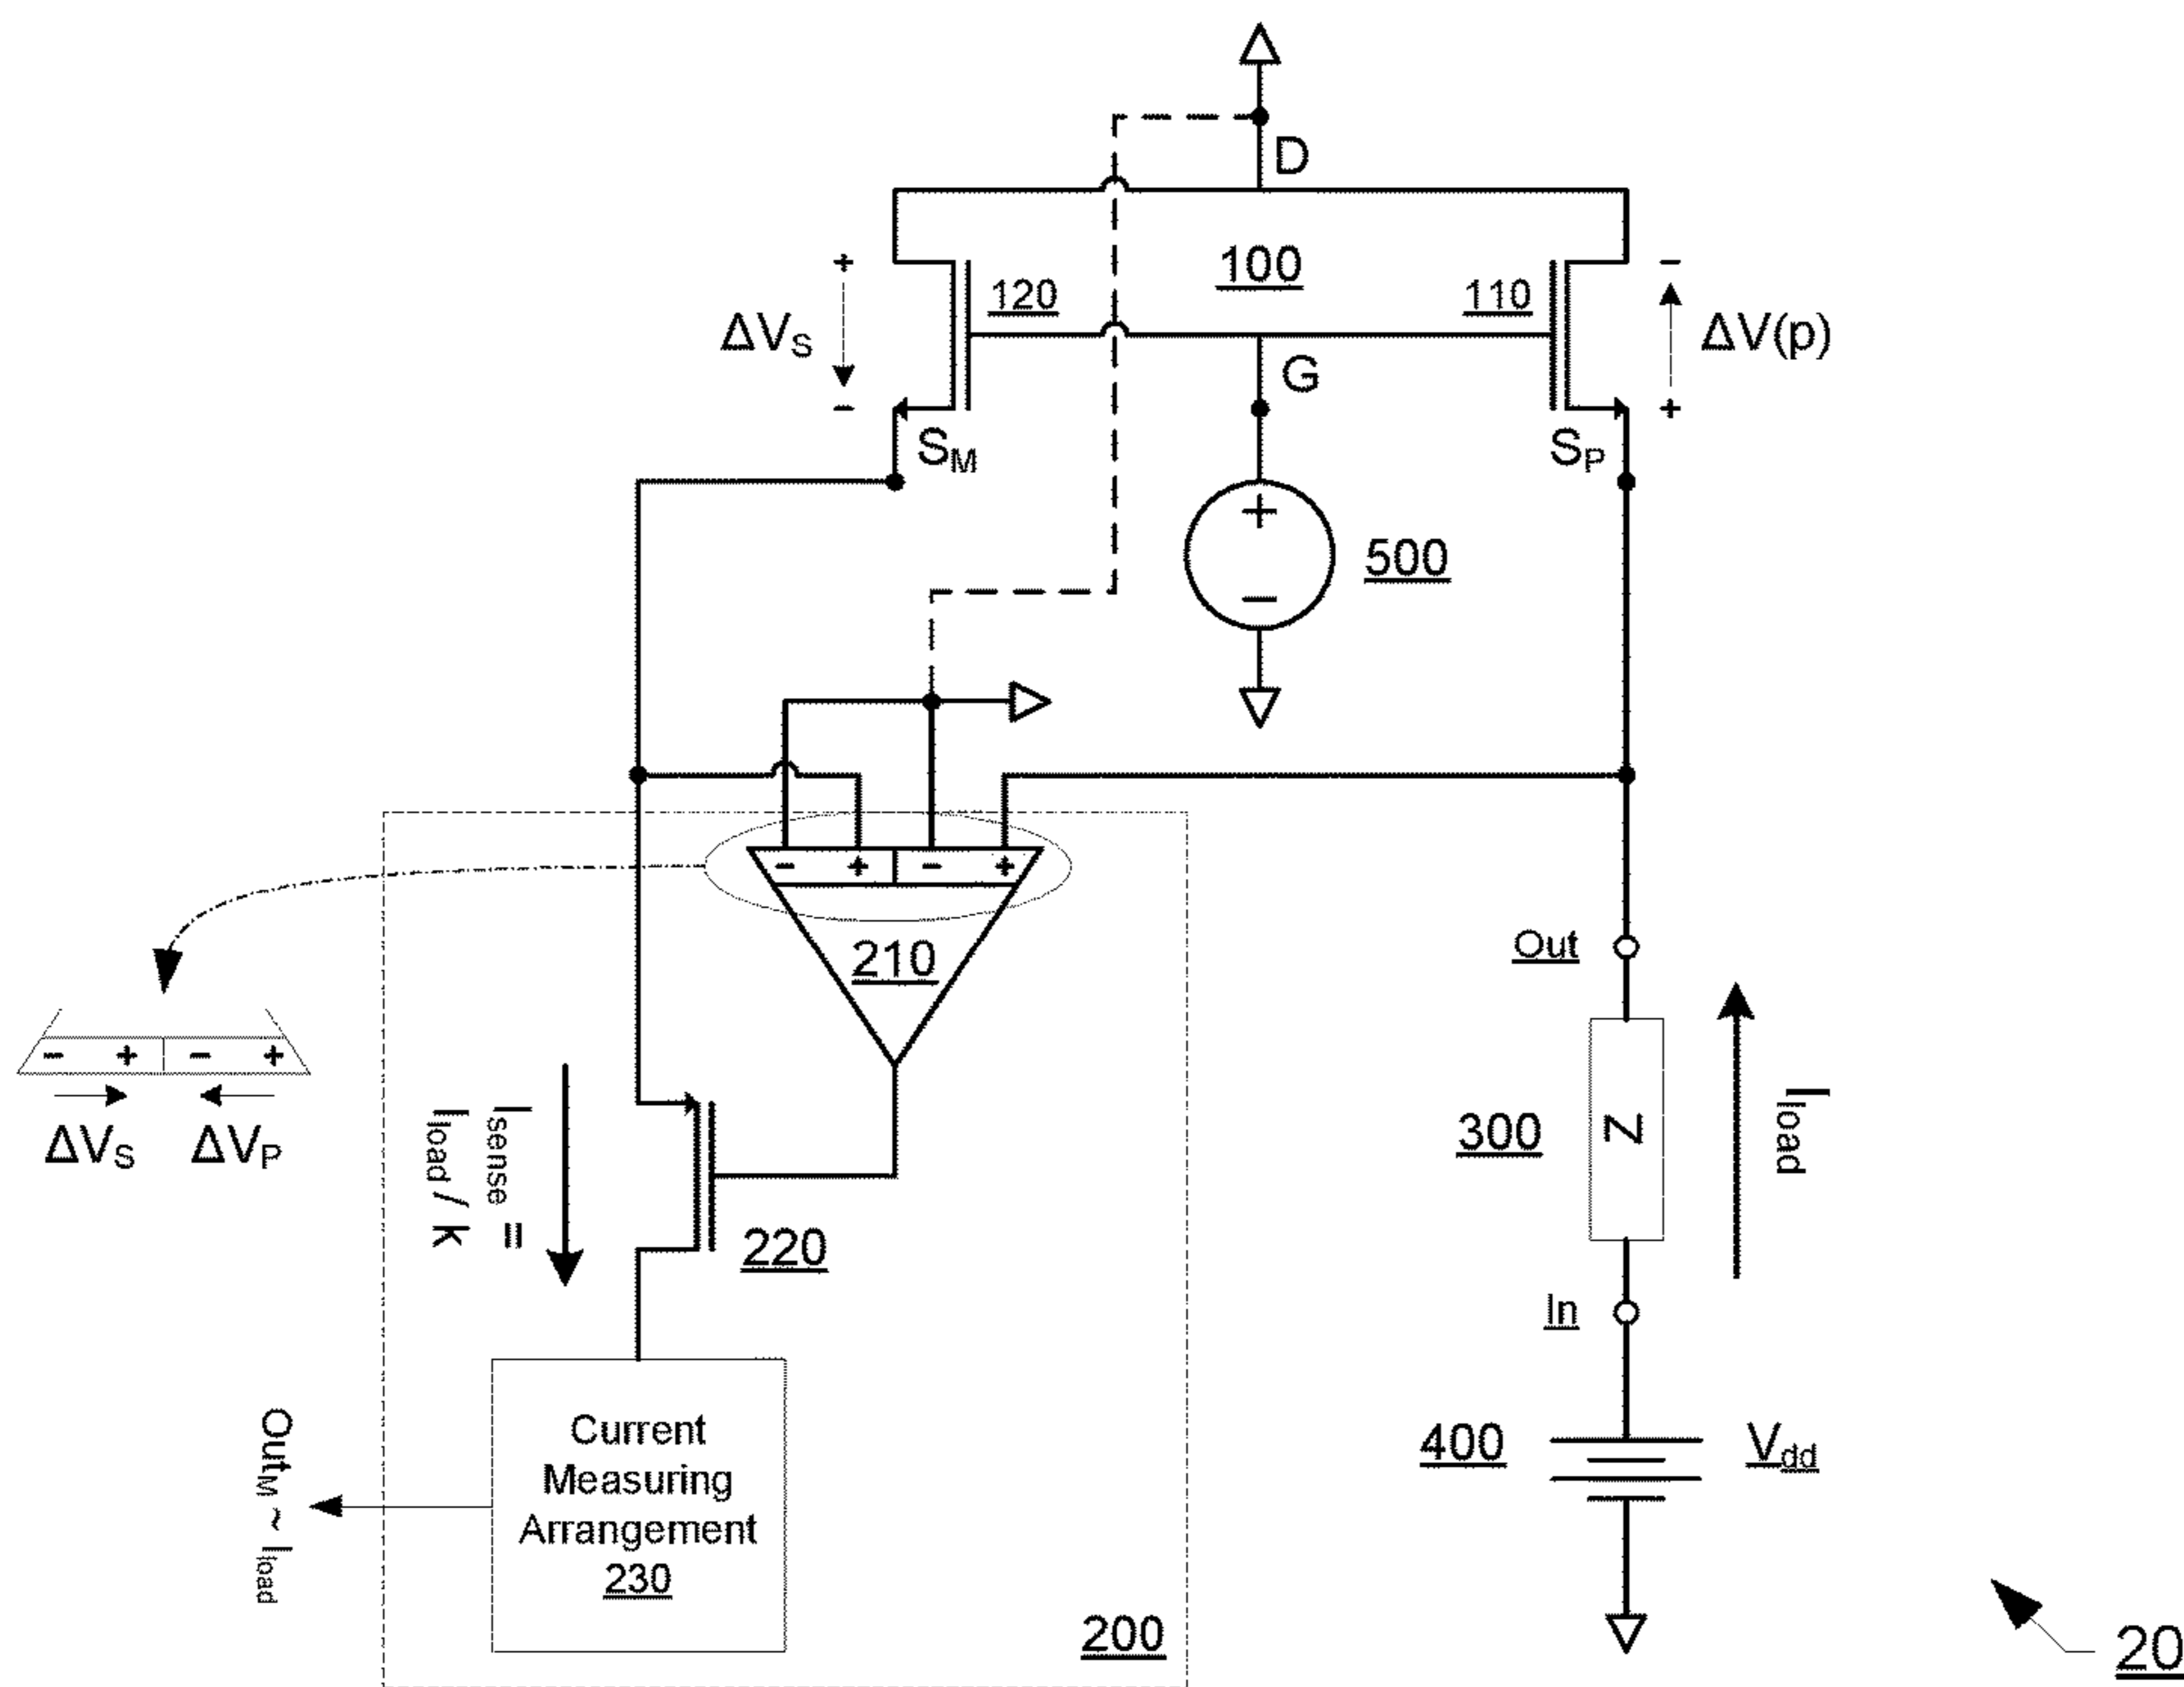 D
+
120
100
110
-
ΔVS
ΔV(p)
G
-
+
SM
SP
+
500
-
- + - +
210
Out
- + - +
ΔVS ΔVP
Isense =
Iload / k
300
Z
Iload
220
In
Current
Measuring
Arrangement
230
OutM ~ Iload
400
Vdd
200
20